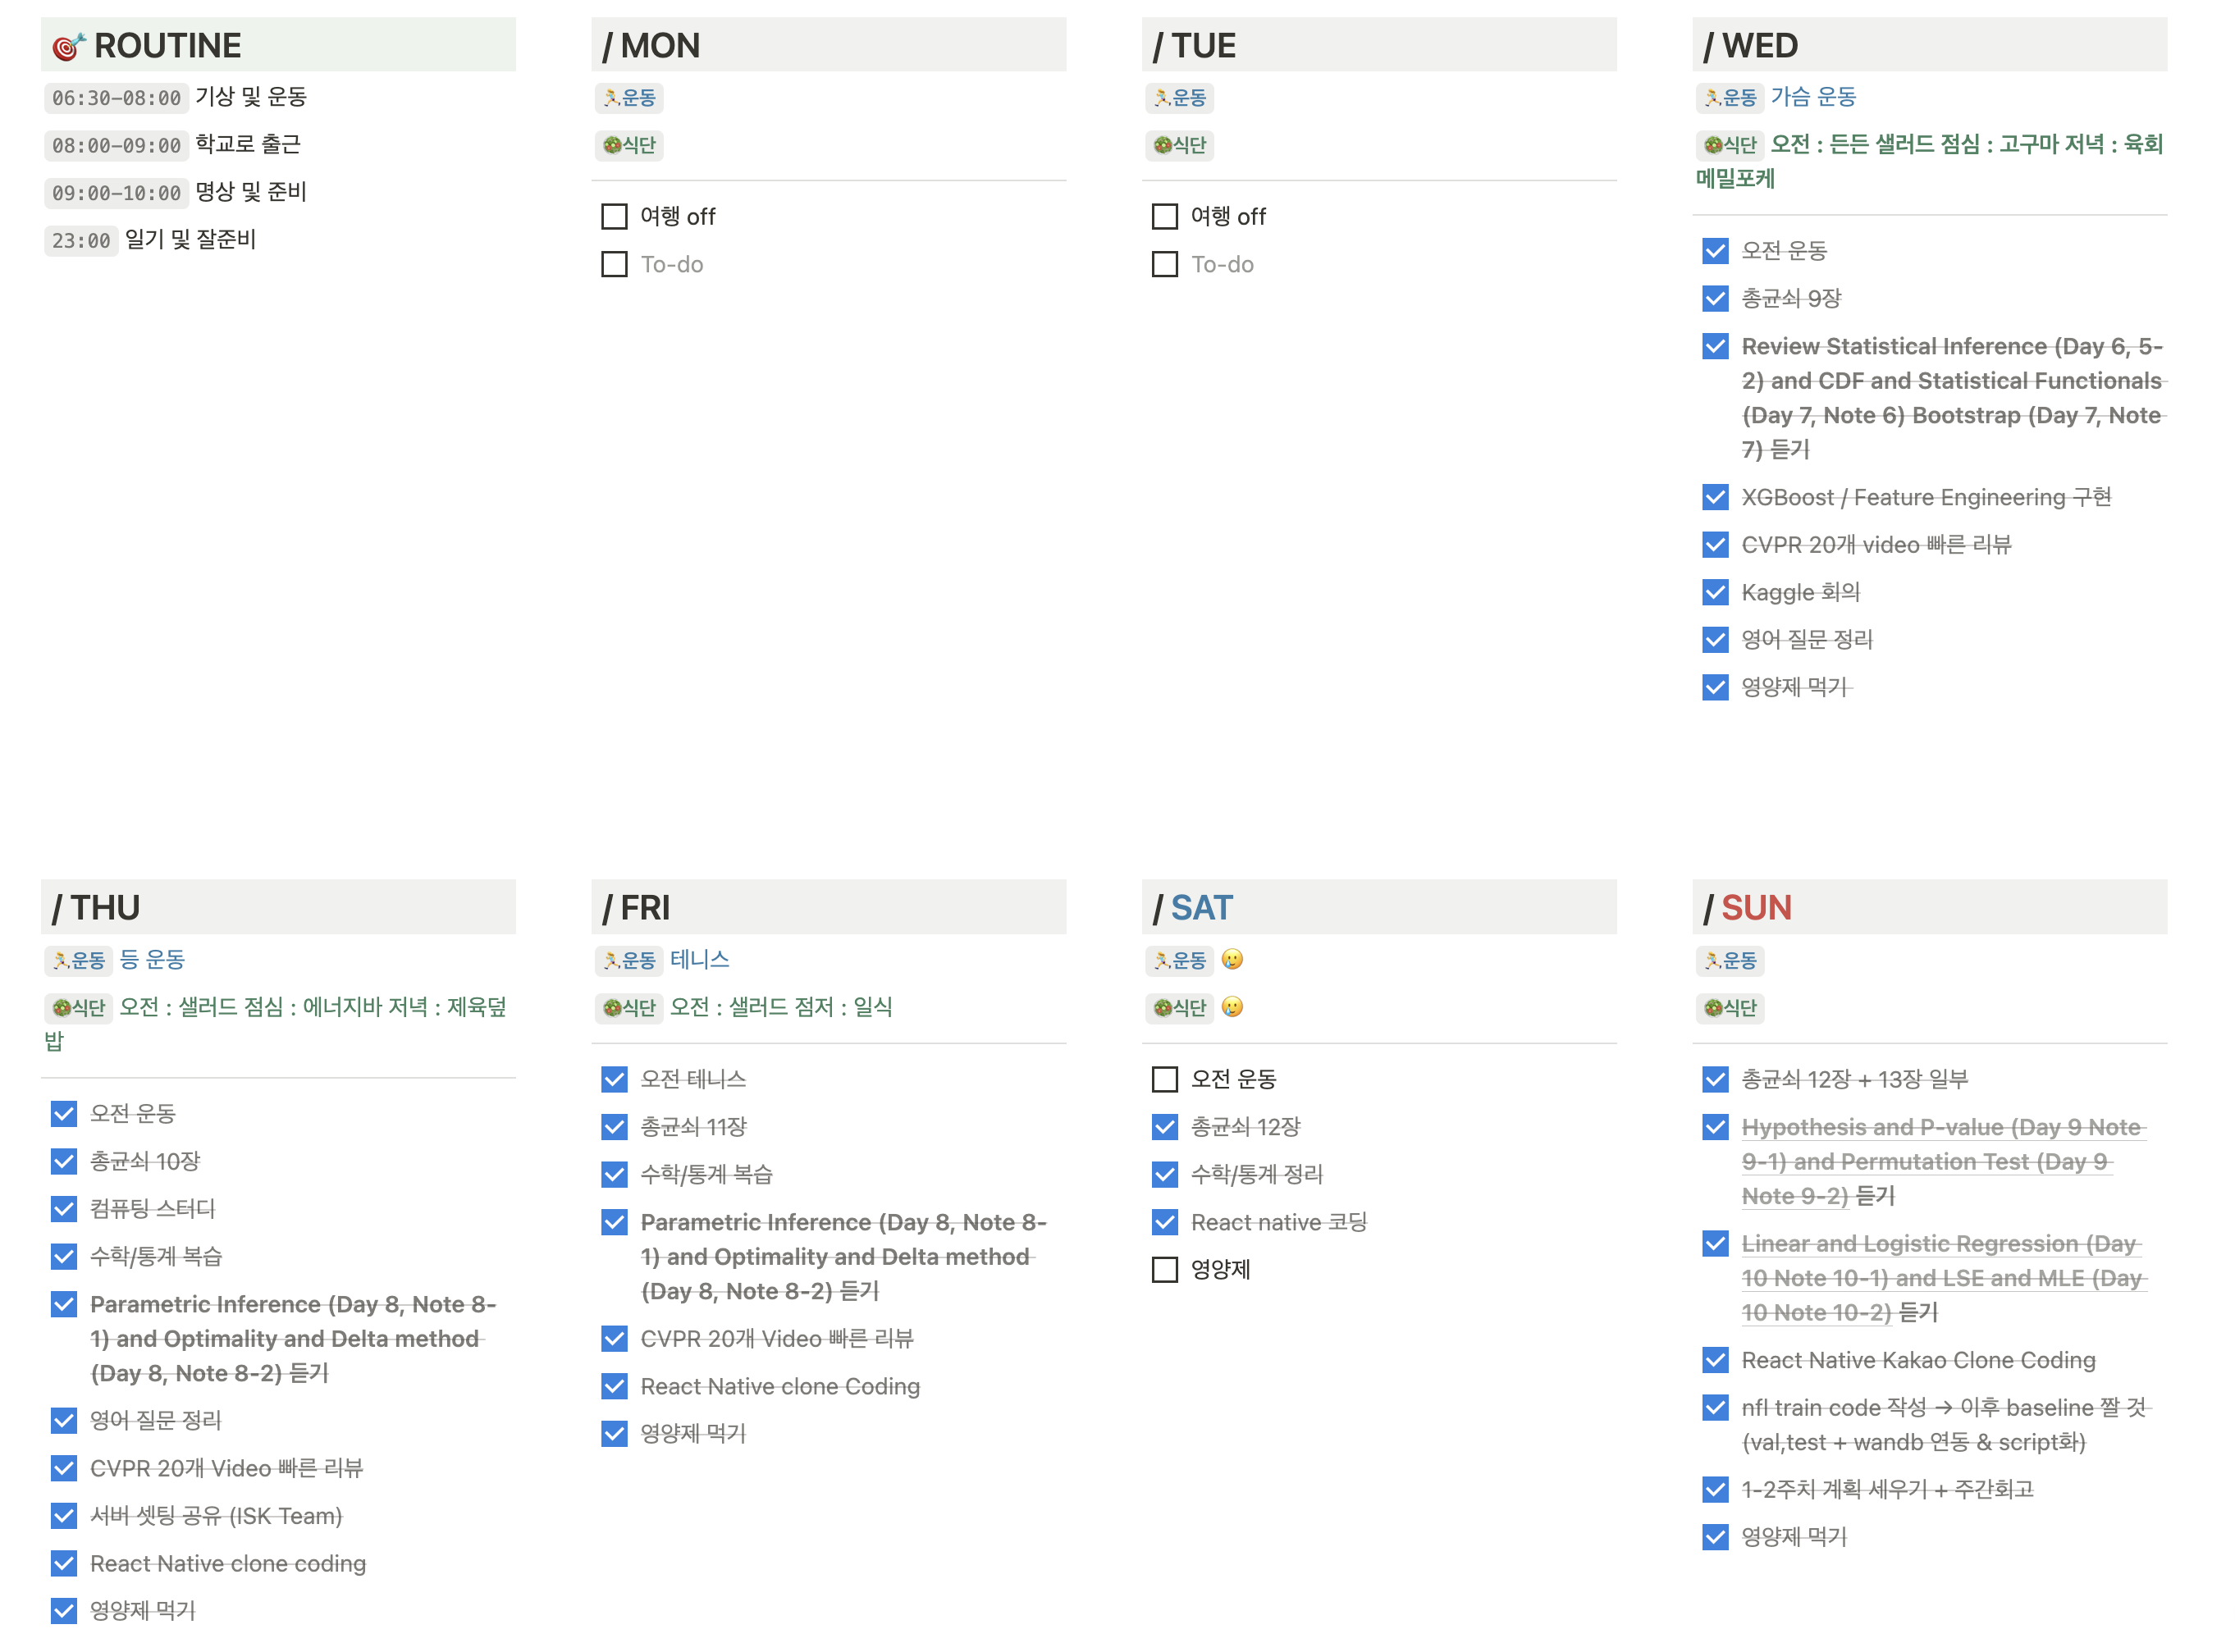 ROUTINE
06:30-08:00 기상 및 운동
08:00-09:00 학교로 출근
09:00-10:00 명상 및 준비
23:00 일기 및 잘준비
/ MON
운동
식단
여행 off
To-do
/ TUE
운동
식단
여행 off
To-do
/ WED
운동 가슴 운동
식단 오전 : 든든 샐러드 점심 : 고구마 저녁 : 육회
메밀포케
오전 운동
총균쇠 9장
Review Statistical Inference (Day 6, 5-
2) and CDF and Statistical Functionals
(Day 7, Note 6) Bootstrap (Day 7, Note
7) 듣기
XGBoost / Feature Engineering 구현
CVPR 20개 video 빠른 리뷰
Kaggle 회의
영어 질문 정리
영양제 먹기
/ THU
운동 등 운동
식단 오전 : 샐러드 점심 : 에너지바 저녁 : 제육덮
밥
오전 운동
총균쇠 10장
컴퓨팅 스터디
수학/통계 복습
Parametric Inference (Day 8, Note 8-
1) and Optimality and Delta method
(Day 8, Note 8-2) 듣기
영어 질문 정리
CVPR 20개 Video 빠른 리뷰
서버 셋팅 공유 (ISK Team)
React Native clone coding
영양제 먹기
/ FRI
운동 테니스
식단 오전 : 샐러드 점저 : 일식
오전 테니스
총균쇠 11장
수학/통계 복습
Parametric Inference (Day 8, Note 8-
1) and Optimality and Delta method
(Day 8, Note 8-2) 듣기
CVPR 20개 Video 빠른 리뷰
React Native clone Coding
영양제 먹기
/ SAT
운동
식단
오전 운동
총균쇠 12장
수학/통계 정리
React native 코딩
영양제
/ SUN
운동
식단
총균쇠 12장 + 13장 일부
Hypothesis and P-value (Day 9 Note
9-1) and Permutation Test (Day 9
Note 9-2) 듣기
Linear and Logistic Regression (Day
10 Note 10-1) and LSE and MLE (Day
10 Note 10-2) 듣기
React Native Kakao Clone Coding
nfl train code 작성 → 이후 baseline 짤 것
(val,test + wandb 연동 & script화)
1-2주치 계획 세우기 + 주간회고
영양제 먹기